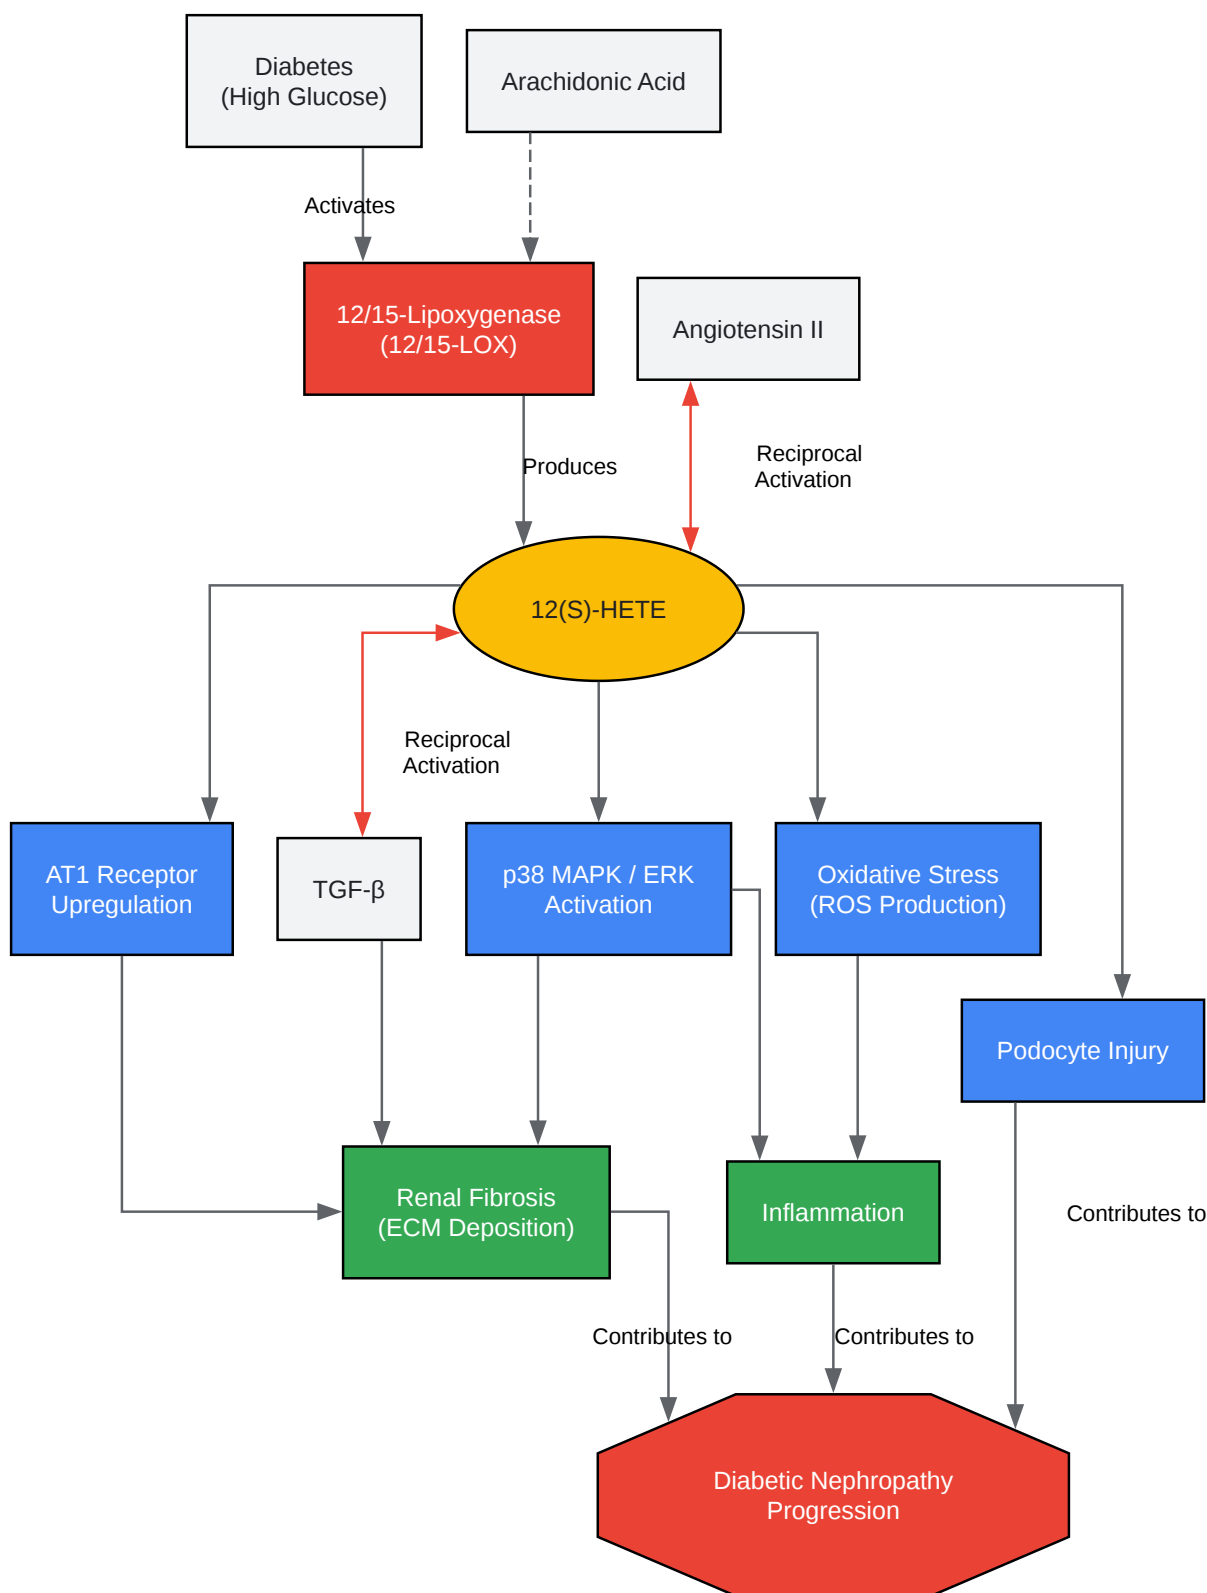 Diabetes
(High Glucose)
Arachidonic Acid
Activates
12/15-Lipoxygenase
(12/15-LOX)
Angiotensin II
Produces
Reciprocal
Activation
12(S)-HETE
Reciprocal
Activation
AT1 Receptor
Upregulation
TGF-β
p38 MAPK / ERK
Activation
Oxidative Stress
(ROS Production)
Podocyte Injury
Renal Fibrosis
(ECM Deposition)
Inflammation
Contributes to
Contributes to
Contributes to
Diabetic Nephropathy
Progression